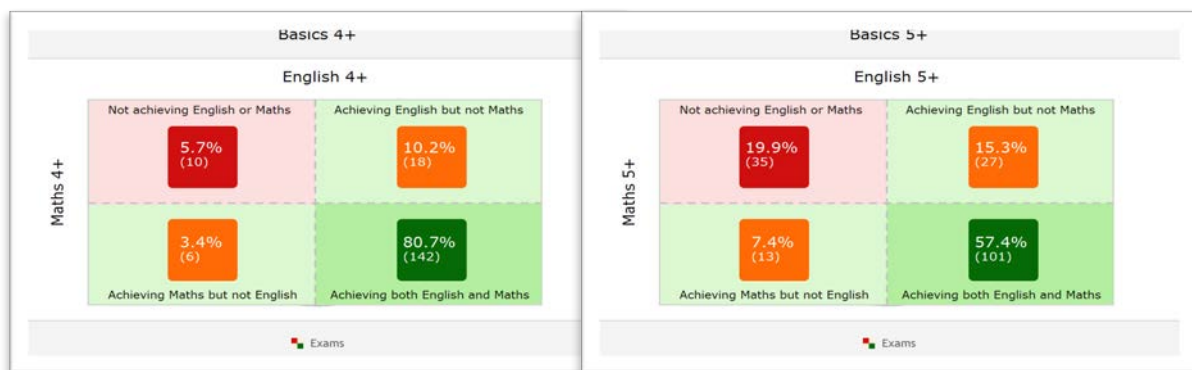 Basics 4+
English 4+
Maths 4+
Not achieving English or Maths
Achieving English but not Maths
5.7%
(10)
10.2%
(18)
3.4%
(6)
80.7%
(142)
Achieving Maths but not English
Achieving both English and Maths
Exams
Basics 5+
English 5+
Maths 5+
Not achieving English or Maths
Achieving English but not Maths
19.9%
(35)
15.3%
(27)
7.4%
(13)
57.4%
(101)
Achieving Maths but not English
Achieving both English and Maths
Exams